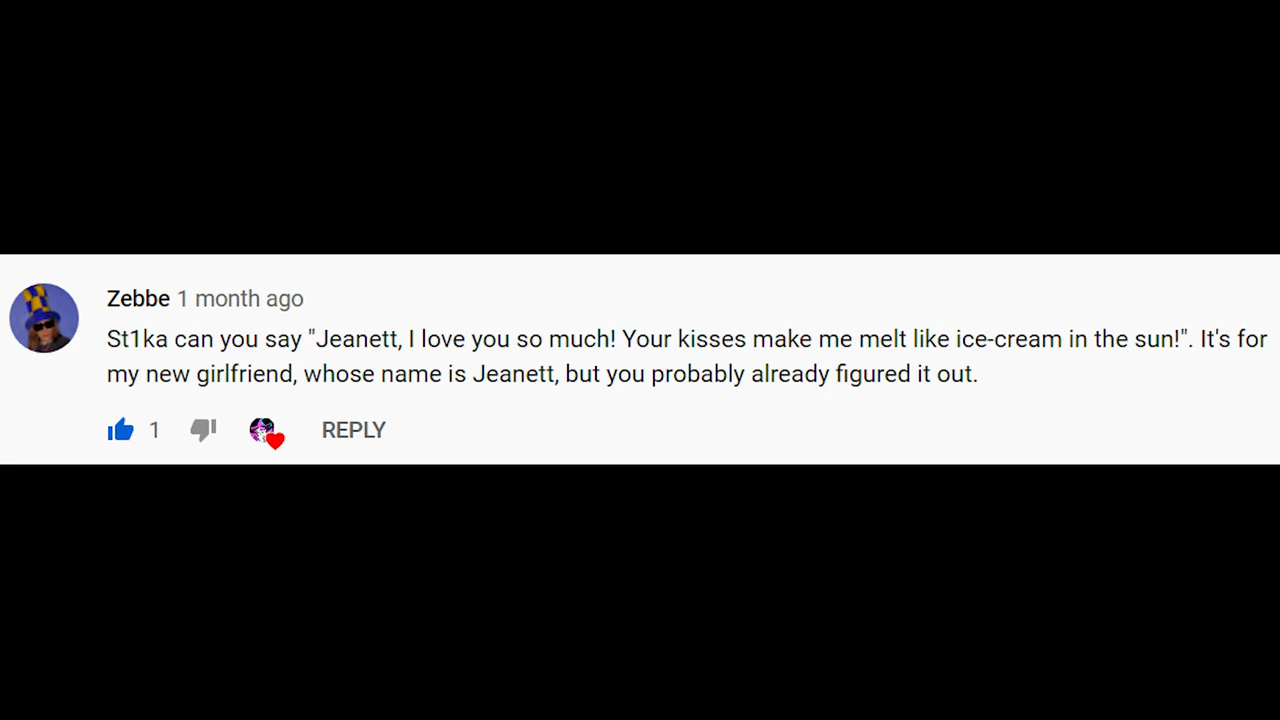 Zebbe 1 month ago
St1ka can you say "Jeanett, I love you so much! Your kisses make me melt like ice-cream in the sun!". It's for
my new girlfriend, whose name is Jeanett, but you probably already figured it out.
1 REPLY